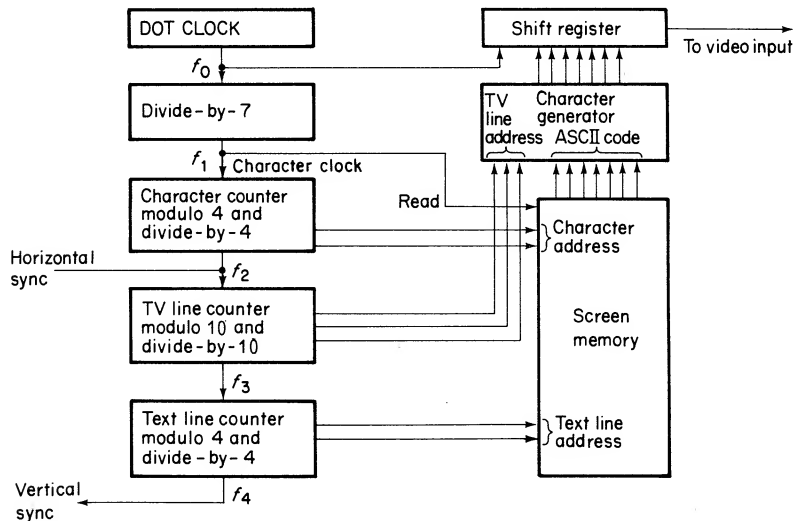 DOT CLOCK
f0
Divide-by-7
f1
Character clock
Character counter
modulo 4 and
divide-by-4
Horizontal
sync
f2
TV line counter
modulo 10 and
divide-by-10
f3
Text line counter
modulo 4 and
divide-by-4
Vertical
sync
f4
Shift register
To video input
TV
line
address
Character
generator
ASCII code
Read
Character
address
Screen
memory
Text line
address